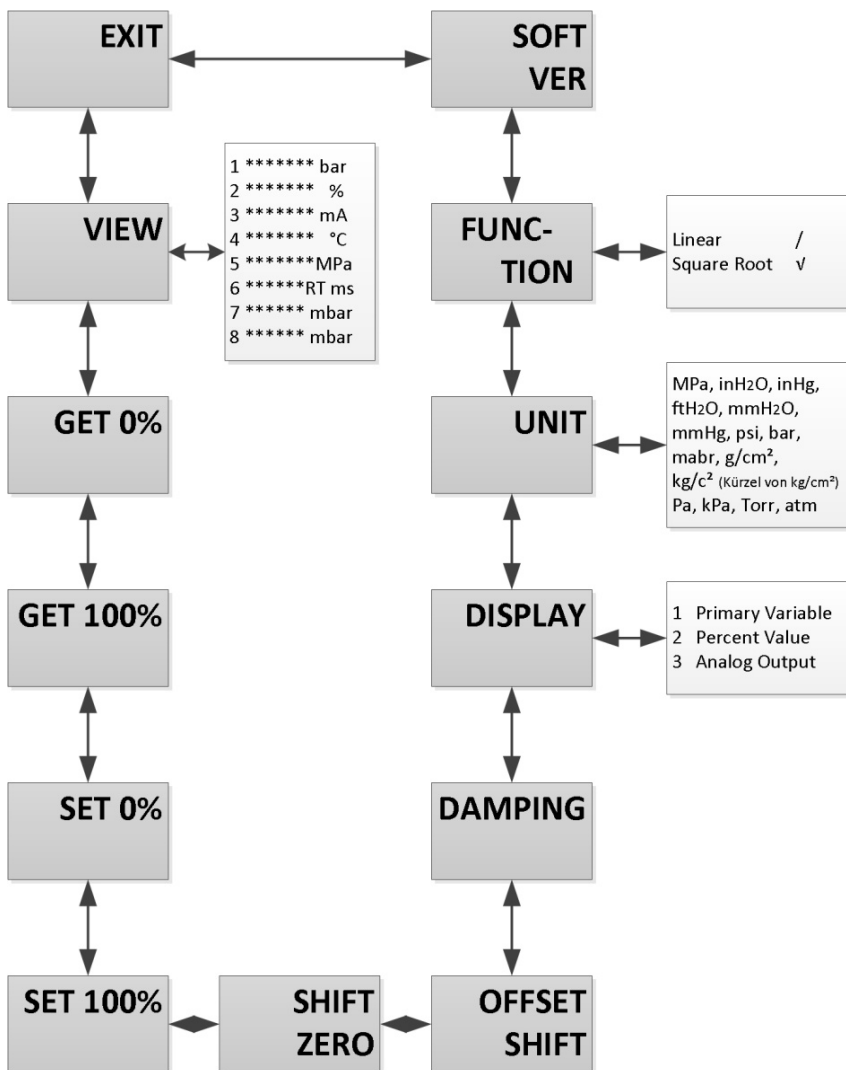 EXIT
SOFT
VER
VIEW
1 ******* bar
2 ******* %
3 ******* mA
4 ******* °C
5 *******MPa
6 ******RT ms
7 ****** mbar
8 ****** mbar
FUNC-
TION
Linear /
Square Root √
GET 0%
UNIT
MPa, inH2O, inHg,
ftH2O, mmH2O,
mmHg, psi, bar,
mabr, g/cm²,
kg/c² (Kürzel von kg/cm²)
Pa, kPa, Torr, atm
GET 100%
DISPLAY
1 Primary Variable
2 Percent Value
3 Analog Output
SET 0%
DAMPING
SET 100%
SHIFT
ZERO
OFFSET
SHIFT